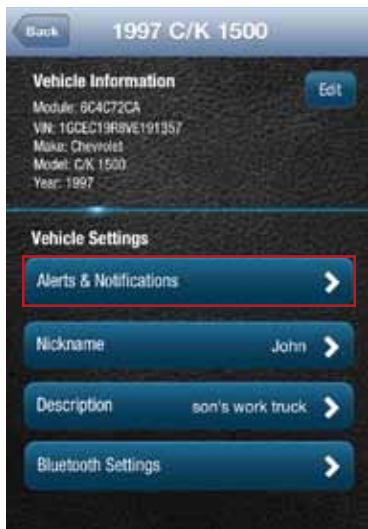 Back
1997 C/K 1500
Vehicle Information
Edit
Module: 6C4C72CA
VIN: 1GCEC19R8VE191357
Make: Chevrolet
Model: C/K 1500
Year: 1997
Vehicle Settings
Alerts & Notifications
Nickname John
Description son's work truck
Bluetooth Settings